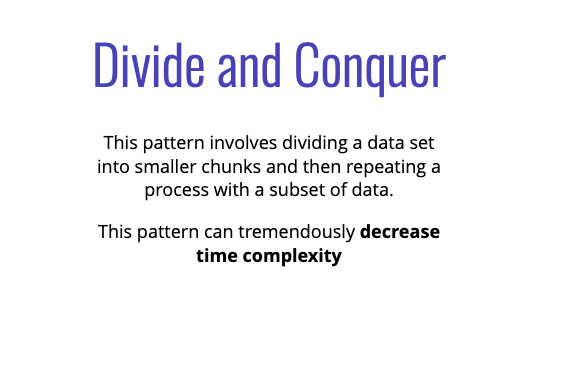 Divide and Conquer
This pattern involves dividing a data set
into smaller chunks and then repeating a
process with a subset of data.
This pattern can tremendously decrease
time complexity